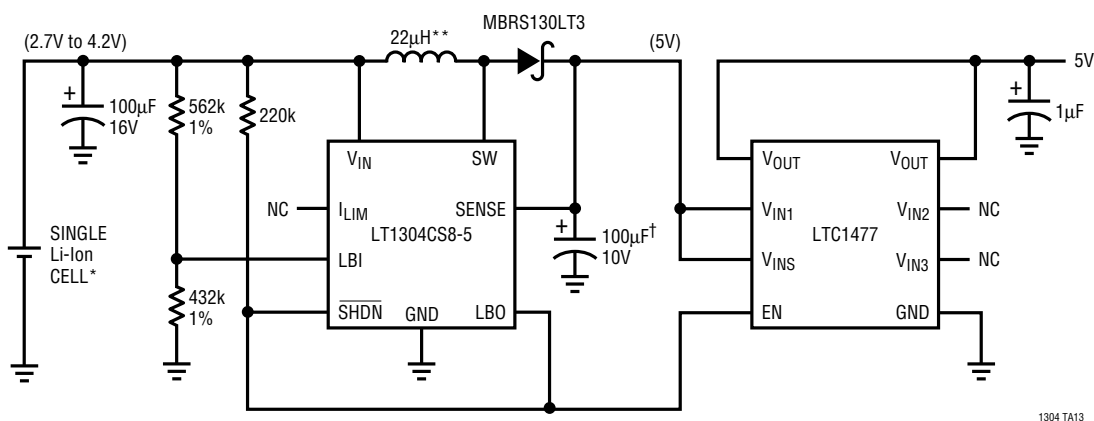 MBRS130LT3
(2.7V to 4.2V)
22µH**
(5V)
5V
+
100µF
16V
562k
1%
220k
+
1µF
VIN
SW
VOUT
VOUT
NC
ILIM
SENSE
+
100µF†
10V
VIN1
VIN2
NC
LT1304CS8-5
LTC1477
SINGLE
Li-Ion
CELL*
LBI
VINS
VIN3
NC
432k
1%
SHDN
GND
LBO
EN
GND
1304 TA13